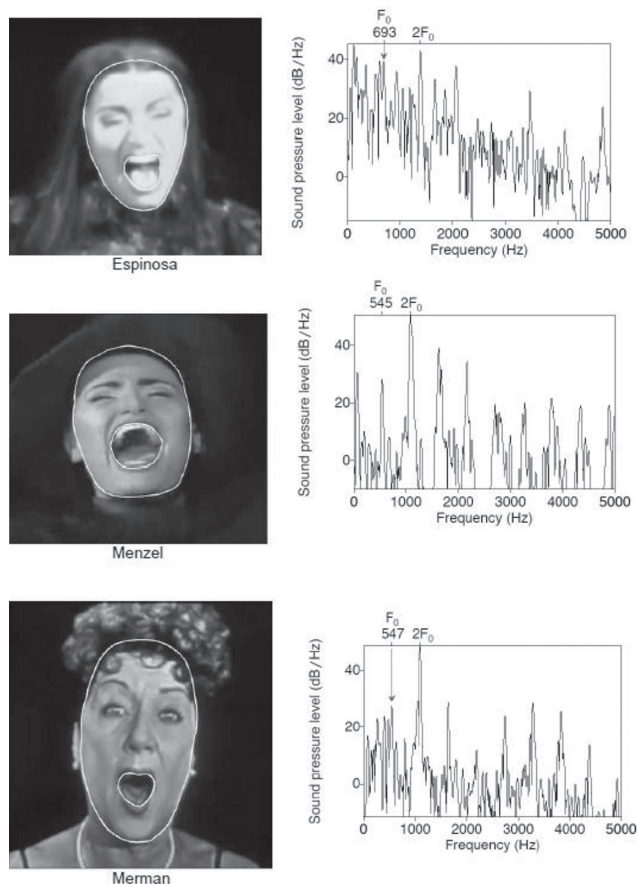 F0
693 2F0
Sound pressure level (dB/Hz)
40
20
0
0 1000 2000 3000 4000 5000
Frequency (Hz)
Espinosa
F0
545 2F0
Sound pressure level (dB/Hz)
40
20
0
0 1000 2000 3000 4000 5000
Frequency (Hz)
Menzel
F0
547 2F0
Sound pressure level (dB/Hz)
40
20
0
0 1000 2000 3000 4000 5000
Frequency (Hz)
Merman